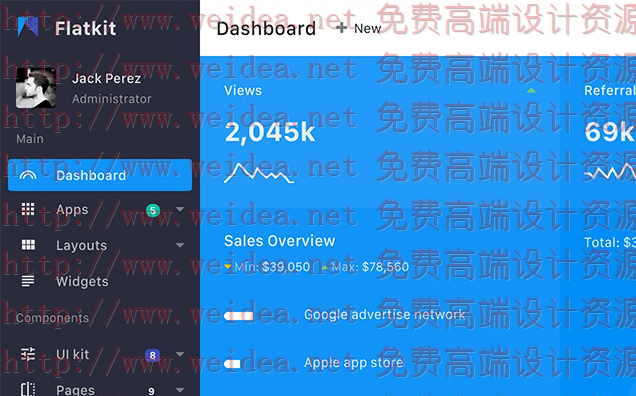 Flatkit
Dashboard
+ New
Jack Perez
Administrator
Main
Dashboard
Apps 5
Layouts
Widgets
Components
UI kit 8
Pages 9
Views
2,045k
Referral
69k
Sales Overview
Min: $39,050 Max: $78,560
Total: $3
Google advertise network
Apple app store
http://www.weidea.net 免费高端设计资源
http://www.weidea.net 免费高端设计资源
http://www.weidea.net 免费高端设计资源
http://www.weidea.net 免费高端设计资源
http://www.weidea.net 免费高端设计资源
http://www.weidea.net 免费高端设计资源
http://www.weidea.net 免费高端设计资源
http://www.weidea.net 免费高端设计资源